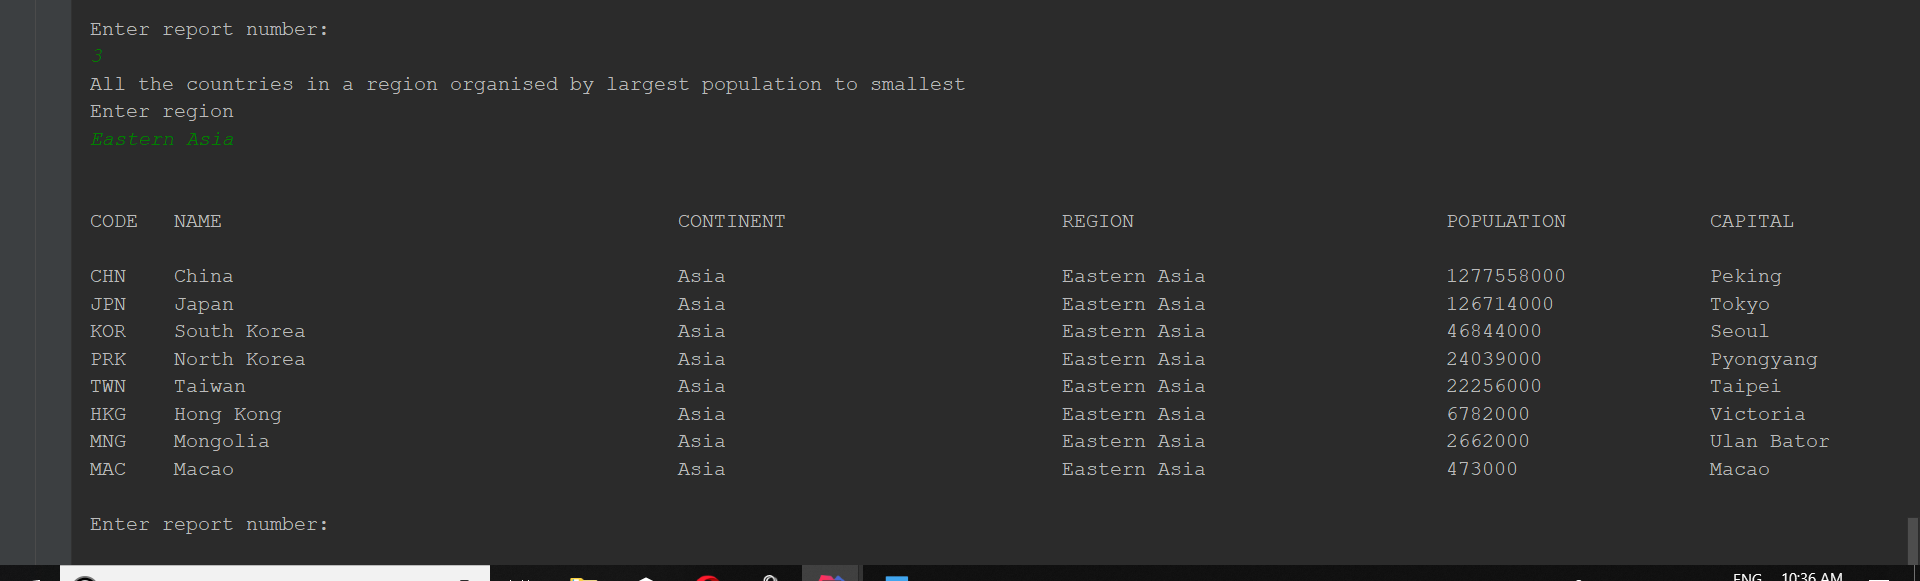 Enter report number:
3
All the countries in a region organised by largest population to smallest
Enter region
Eastern Asia
CODE NAME CONTINENT REGION POPULATION CAPITAL
CHN China Asia Eastern Asia 1277558000 Peking
JPN Japan Asia Eastern Asia 126714000 Tokyo
KOR South Korea Asia Eastern Asia 46844000 Seoul
PRK North Korea Asia Eastern Asia 24039000 Pyongyang
TWN Taiwan Asia Eastern Asia 22256000 Taipei
HKG Hong Kong Asia Eastern Asia 6782000 Victoria
MNG Mongolia Asia Eastern Asia 2662000 Ulan Bator
MAC Macao Asia Eastern Asia 473000 Macao
Enter report number:
ENG 10:36 AM